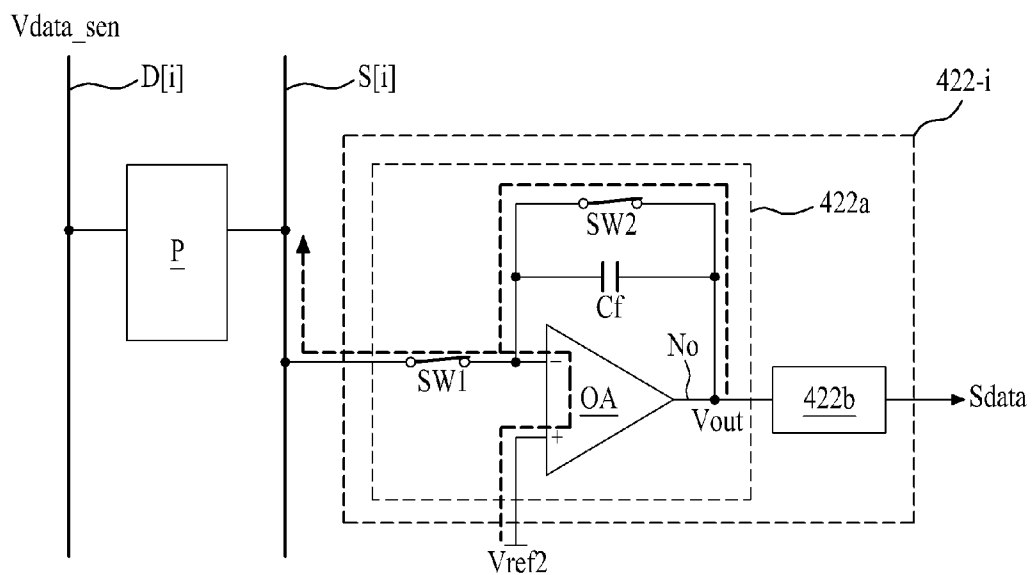 Vdata_sen
D[i]
S[i]
422-i
422a
SW2
P
Cf
No
SW1
−
OA
+
Vout
422b
Sdata
Vref2